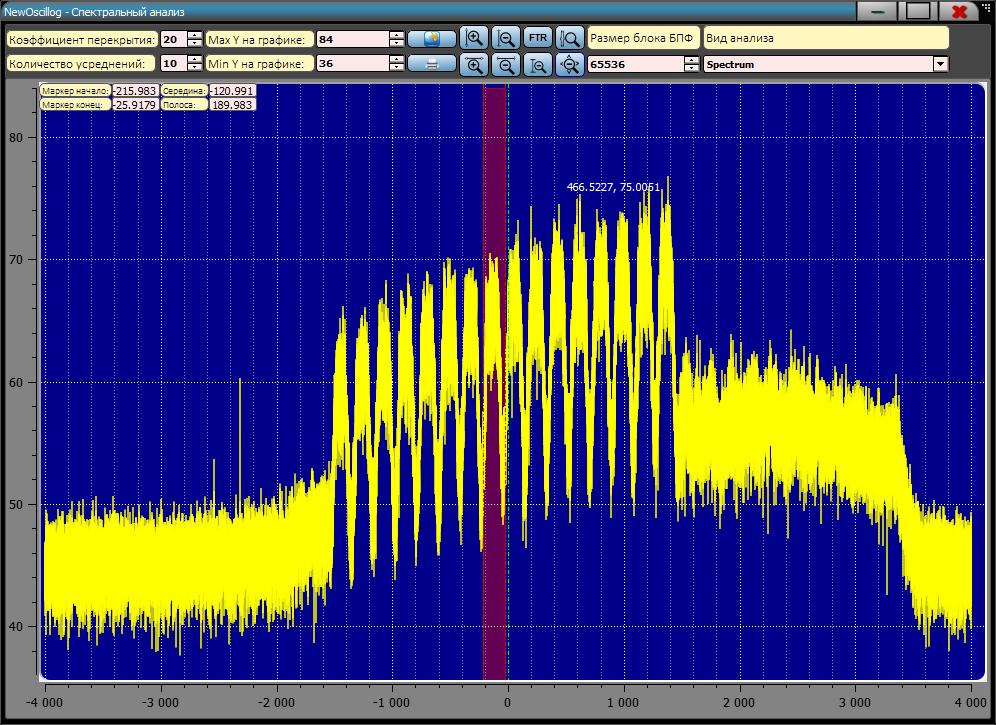 NewOscillog - Спектральный анализ
Коэффициент перекрытия: 20 Max Y на графике: 84 FTR Размер блока БПФ Вид анализа
Количество усреднений: 10 Min Y на графике: 36 65536 Spectrum
Маркер начало: -215.983 Середина: -120.991
Маркер конец: -25.9179 Полоса: 189.983
80
466.5227, 75.0051
70
60
50
40
-4 000 -3 000 -2 000 -1 000 0 1 000 2 000 3 000 4 000